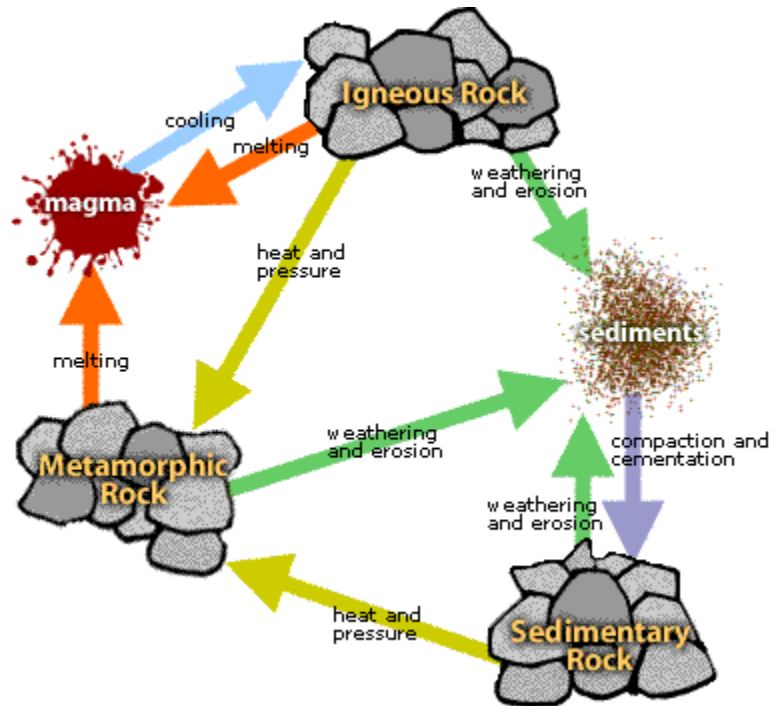 Igneous Rock
cooling
melting
weathering
and erosion
magma
heat and
pressure
sediments
melting
weathering
and erosion
compaction and
cementation
Metamorphic
Rock
weathering
and erosion
heat and
pressure
Sedimentary
Rock